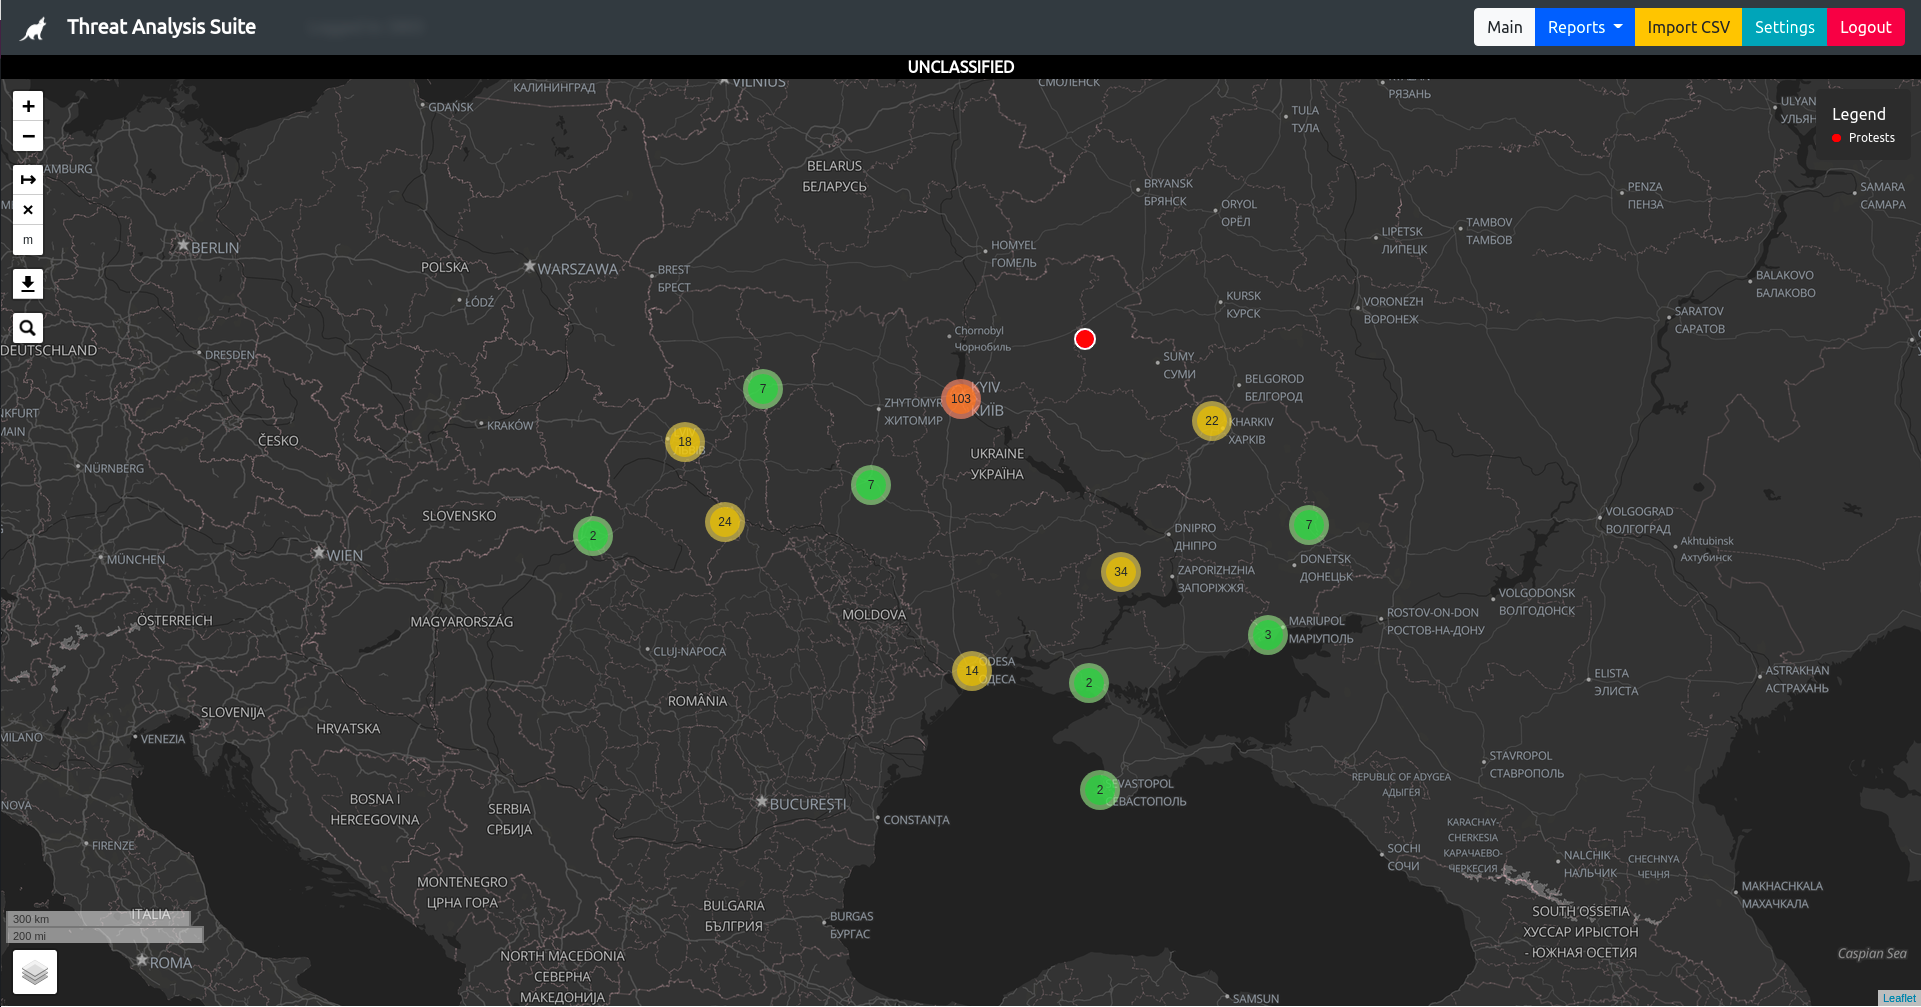 Threat Analysis Suite
Main
Reports
Import CSV
Settings
Logout
UNCLASSIFIED
+
−
m
Legend
Protests
КАЛИНИНГРАД
VILNIUS
СМОЛЕНСК
РЯЗАНЬ
GDAŃSK
TULA
ТУЛА
ULYAN
УЛЬЯН
AMBURG
BELARUS
БЕЛАРУСЬ
BRYANSK
БРЯНСК
PENZA
ПЕНЗА
SAMARA
САМАРА
ORYOL
ОРЁЛ
LIPETSK
ЛИПЕЦК
TAMBOV
ТАМБОВ
BERLIN
HOMYEL
ГОМЕЛЬ
POLSKA
WARSZAWA
BREST
БРЕСТ
BALAKOVO
БАЛАКОВО
ŁÓDŹ
KURSK
КУРСК
VORONEZH
ВОРОНЕЖ
SARATOV
САРАТОВ
Chornobyl
Чорнобиль
DEUTSCHLAND
DRESDEN
SUMY
СУМИ
7
KYIV
КИЇВ
103
BELGOROD
БЕЛГОРОД
ZHYTOMYR
ЖИТОМИР
NKFURT
MAIN
KRAKÓW
22
KHARKIV
ХАРКІВ
ČESKO
18
UKRAINE
УКРАЇНА
NÜRNBERG
7
SLOVENSKO
24
7
VOLGOGRAD
ВОЛГОГРАД
2
DNIPRO
ДНІПРО
Akhtubinsk
Ахтубинск
WIEN
MÜNCHEN
DONETSK
ДОНЕЦЬК
34
ZAPORIZHZHIA
ЗАПОРІЖЖЯ
VOLGODONSK
ВОЛГОДОНСК
ÖSTERREICH
MAGYARORSZÁG
MOLDOVA
ROSTOV-ON-DON
РОСТОВ-НА-ДОНУ
3
MARIUPOL
МАРІУПОЛЬ
CLUJ-NAPOCA
14
ODESA
ОДЕСА
2
ELISTA
ЭЛИСТА
ASTRAKHAN
АСТРАХАНЬ
ROMÂNIA
SLOVENIJA
HRVATSKA
MILANO
VENEZIA
STAVROPOL
СТАВРОПОЛЬ
REPUBLIC OF ADYGEA
АДЫГЕЯ
2
SEVASTOPOL
СЕВАСТОПОЛЬ
NOVA
BOSNA I
HERCEGOVINA
SERBIA
СРБИЈА
BUCUREȘTI
CONSTANȚA
KARACHAY-
CHERKESIA
КАРАЧАЕВО-
ЧЕРКЕСИЯ
FIRENZE
SOCHI
СОЧИ
NALCHIK
НАЛЬЧИК
CHECHNYA
ЧЕЧНЯ
MONTENEGRO
ЦРНА ГОРА
MAKHACHKALA
МАХАЧКАЛА
BULGARIA
БЪЛГРИЯ
BURGAS
БУРГАС
SOUTH OSSETIA
ХУССАР ИРЫСТОН
- ЮЖНАЯ ОСЕТИЯ
300 km
ITALIA
200 mi
ROMA
NORTH MACEDONIA
СЕВЕРНА
МАКЕДОНИЈА
Caspian Sea
SAMSUN
Leaflet